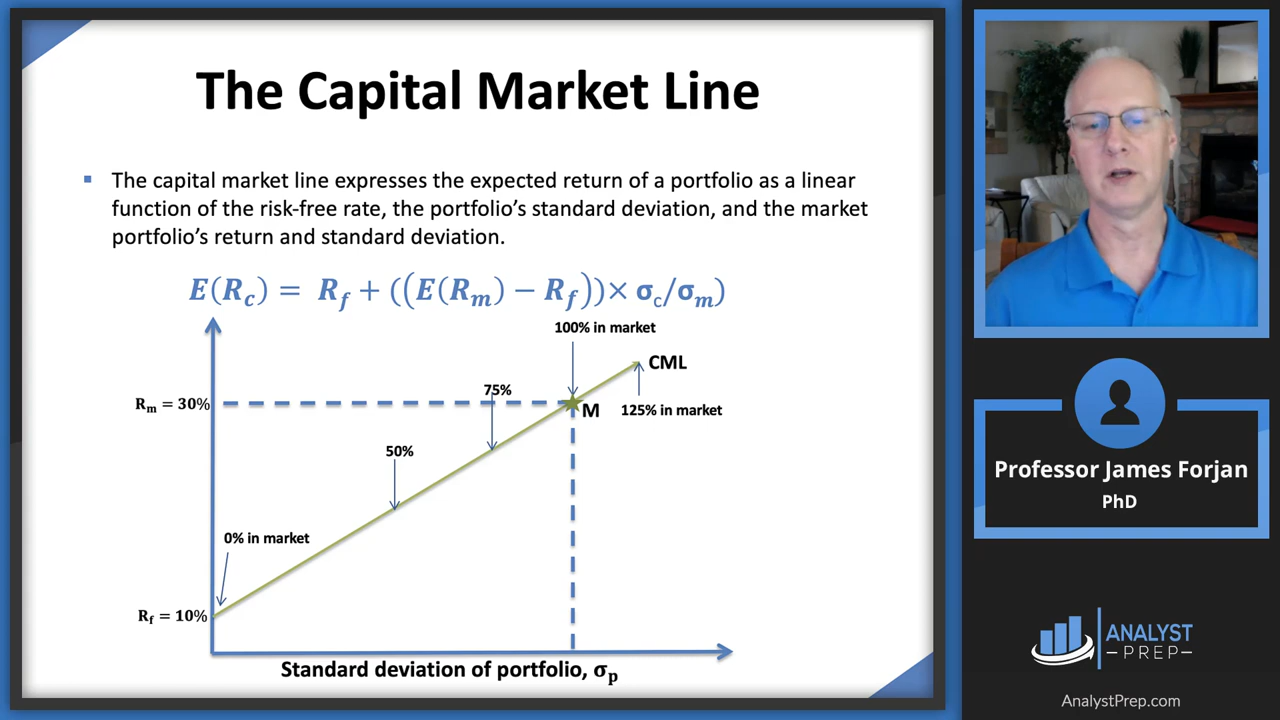 The Capital Market Line
▪ The capital market line expresses the expected return of a portfolio as a linear
function of the risk-free rate, the portfolio’s standard deviation, and the market
portfolio’s return and standard deviation.
E(R_c) = R_f + ((E(R_m) − R_f))× σ_c/σ_m)
100% in market
CML
75%
R_m = 30%
M
125% in market
50%
0% in market
R_f = 10%
Standard deviation of portfolio, σ_p
Professor James Forjan
PhD
ANALYST
—PREP—
AnalystPrep.com